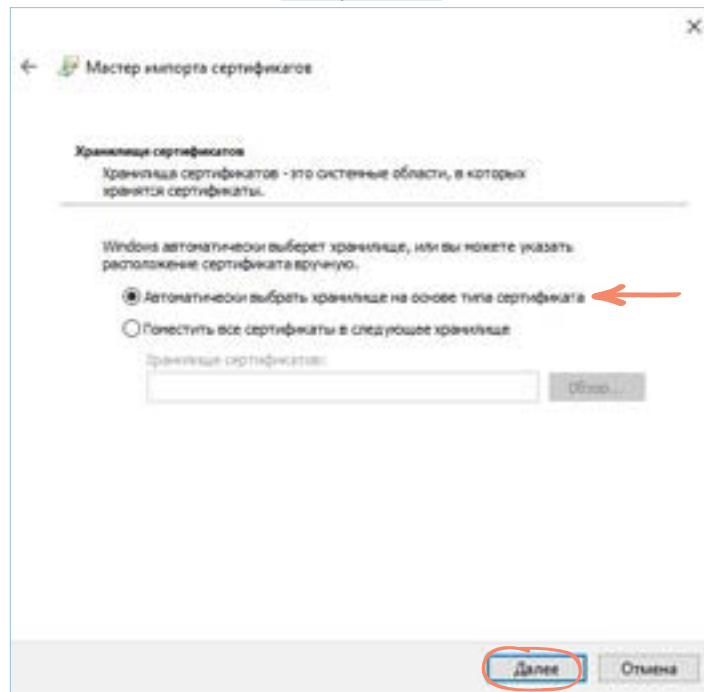 Мастер импорта сертификатов
Хранилище сертификатов
Хранилища сертификатов - это системные области, в которых
хранятся сертификаты.
Windows автоматически выберет хранилище, или вы можете указать
расположение сертификата вручную.
Автоматически выбрать хранилище на основе типа сертификата
Поместить все сертификаты в следующее хранилище
Хранилище сертификатов:
Обзор...
Далее
Отмена